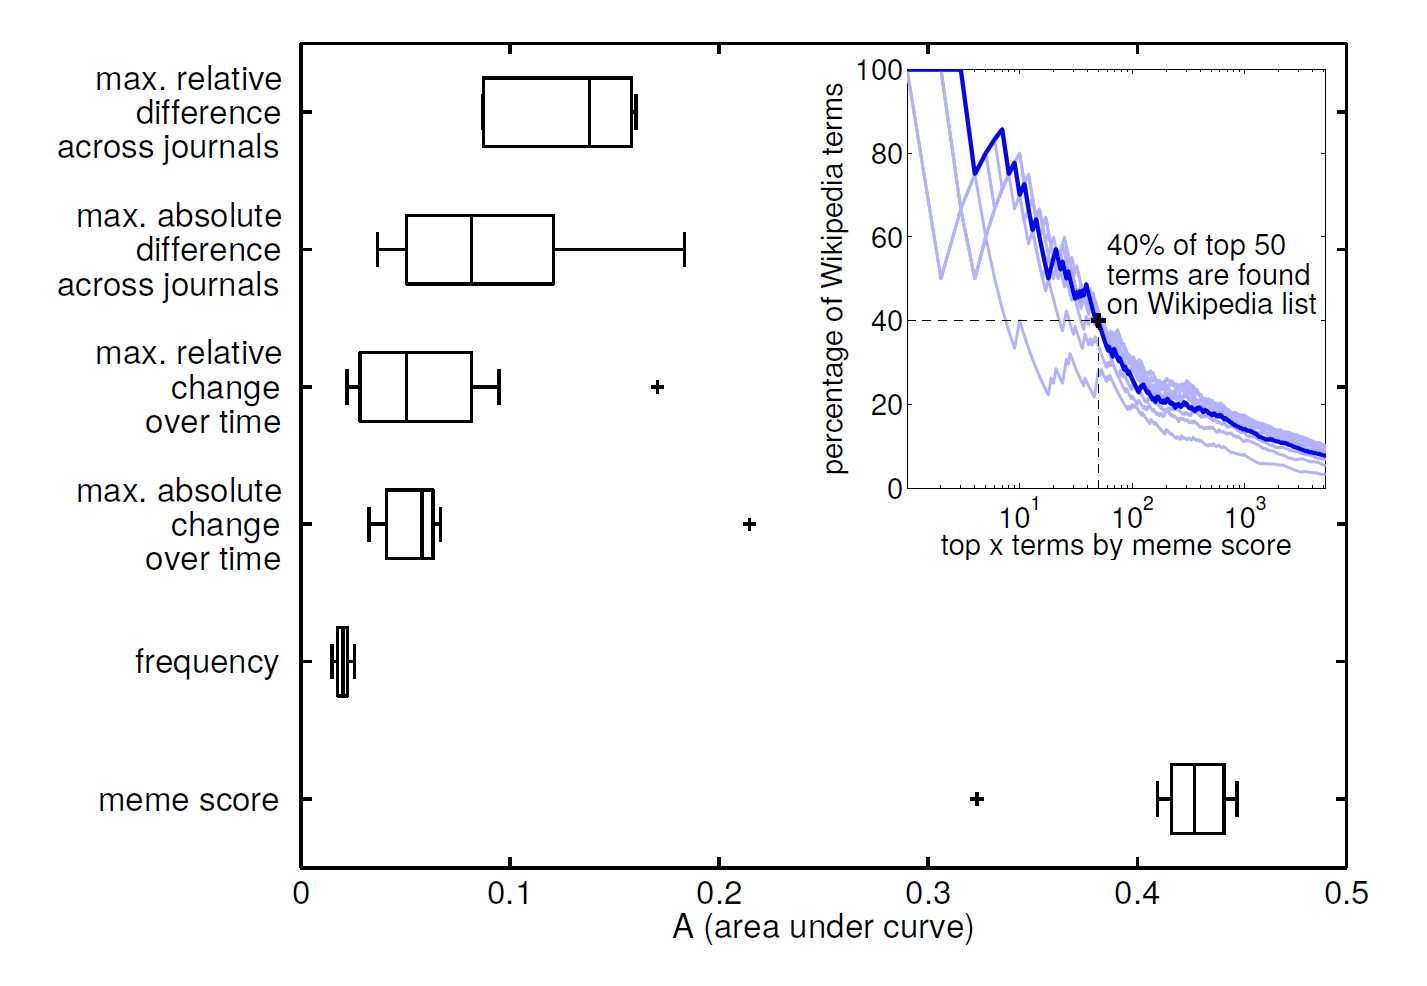 max. relative
difference
across journals
max. absolute
difference
across journals
max. relative
change
over time
max. absolute
change
over time
frequency
meme score
0
0.1
0.2
0.3
0.4
0.5
A (area under curve)
percentage of Wikipedia terms
100
80
60
40
20
0
40% of top 50
terms are found
on Wikipedia list
10^1
10^2
10^3
top x terms by meme score